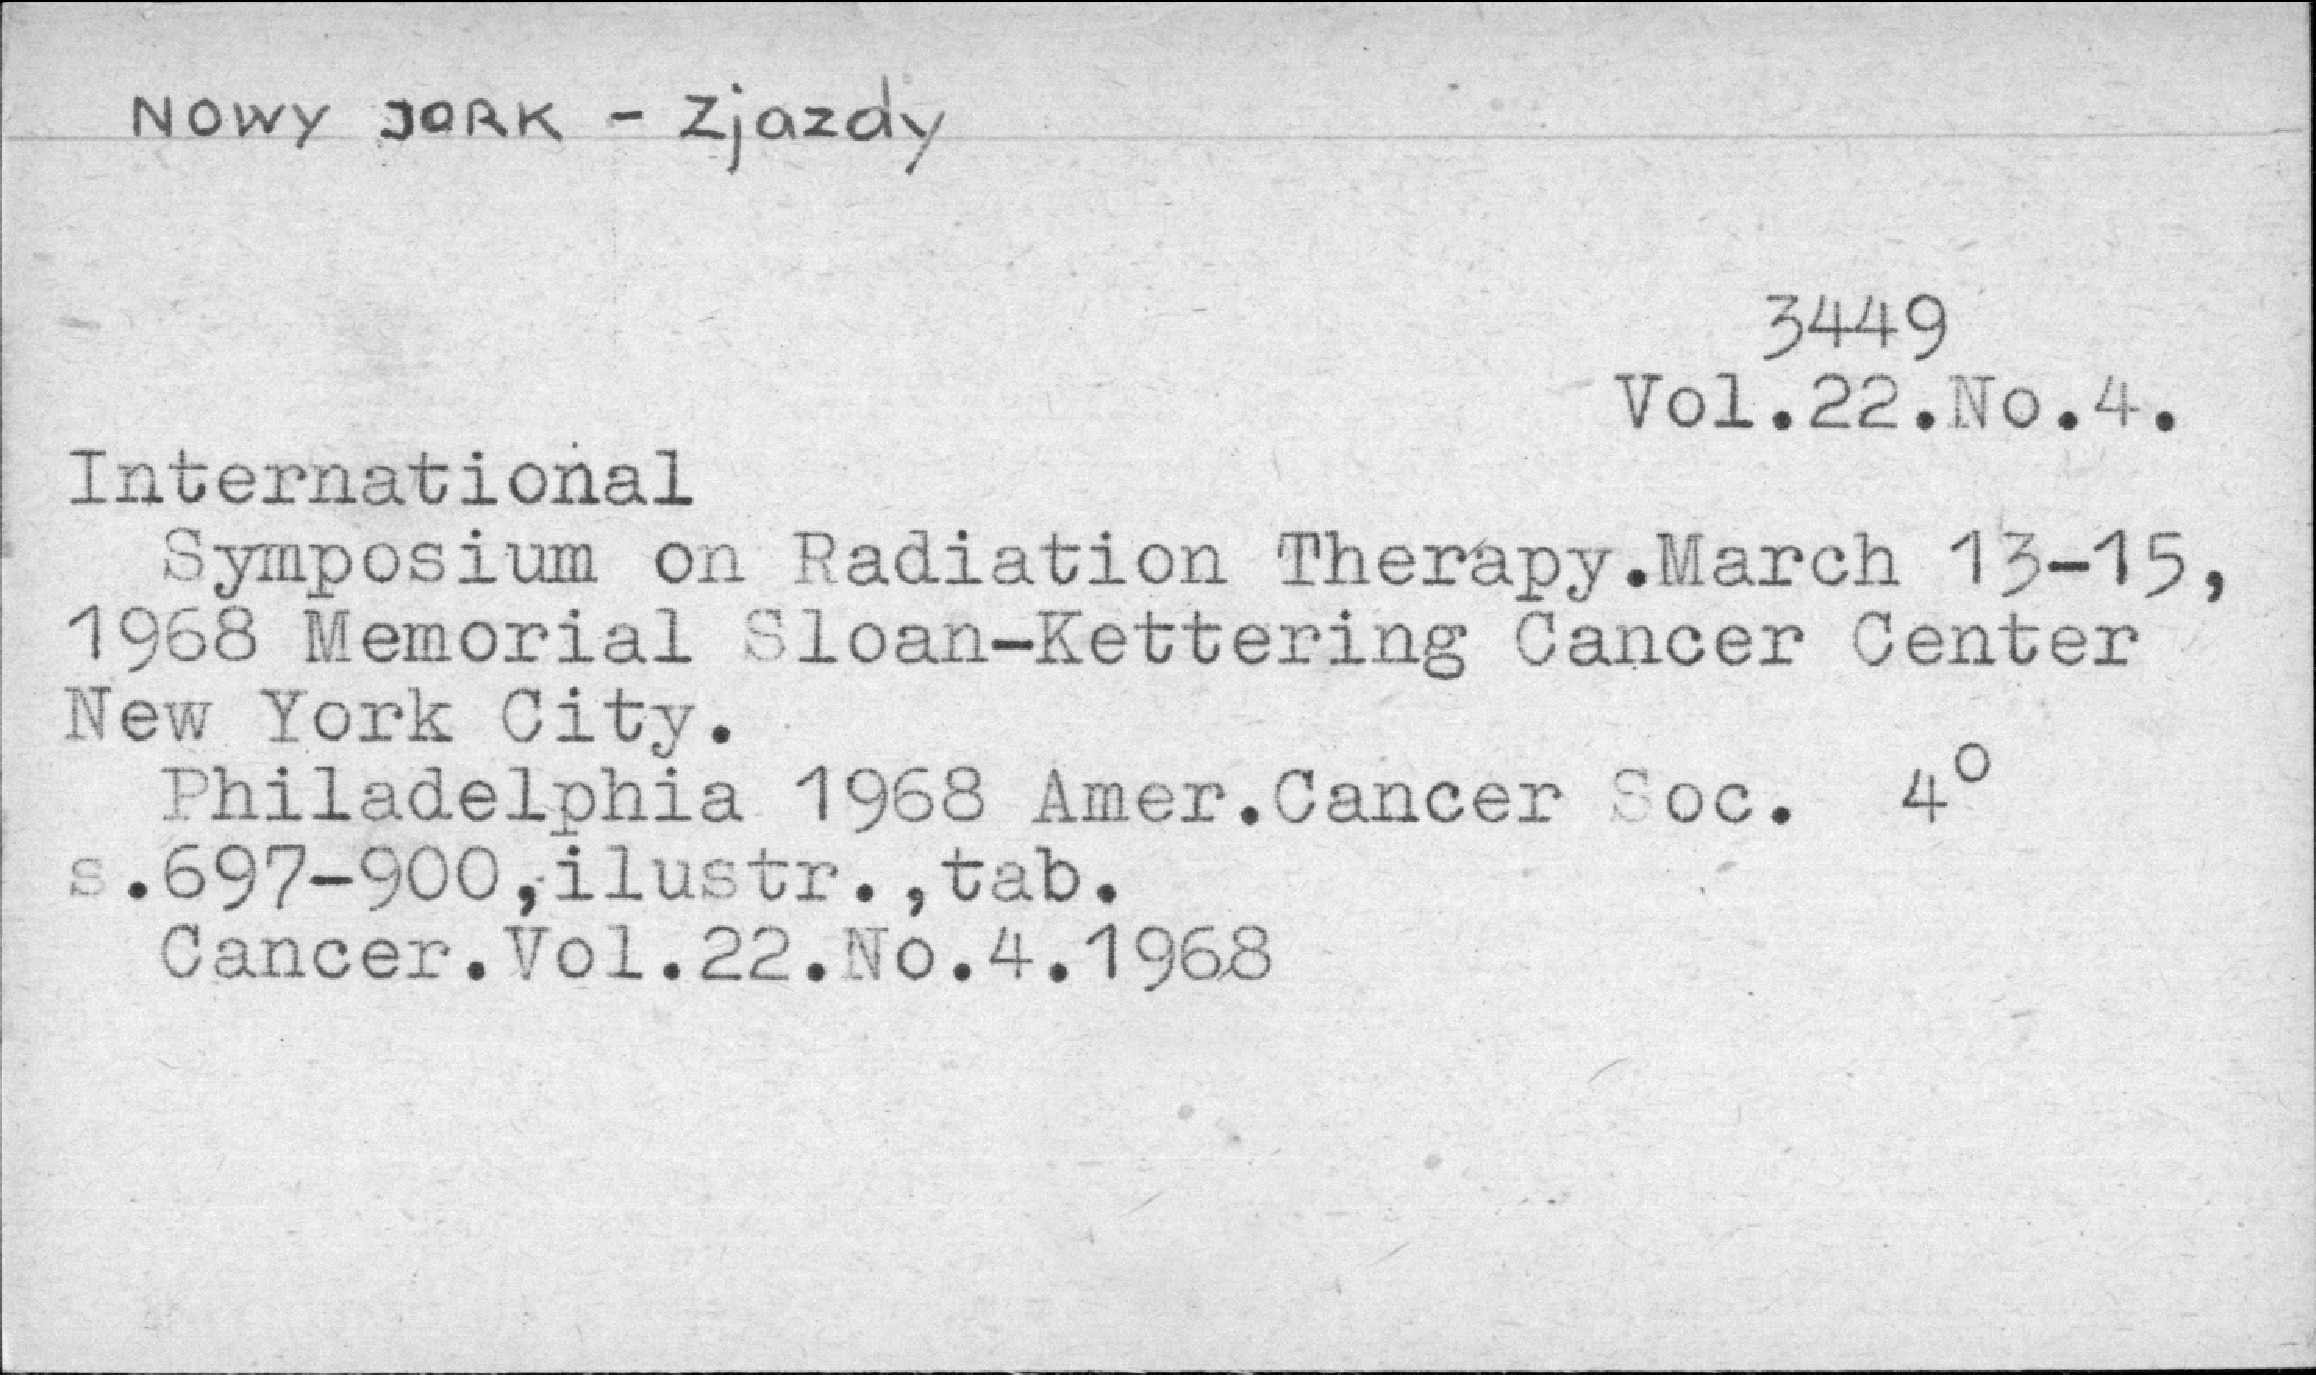 NOWY JORK - Zjazdy
3449
Vol.22.No.4.
International
Symposium on Radiation Therapy.March 13-15,
1968 Memorial Sloan-Kettering Cancer Center
New York City.
Philadelphia 1968 Amer.Cancer Soc. 4°
s.697-900,ilustr.,tab.
Cancer.Vol.22.No.4.1968